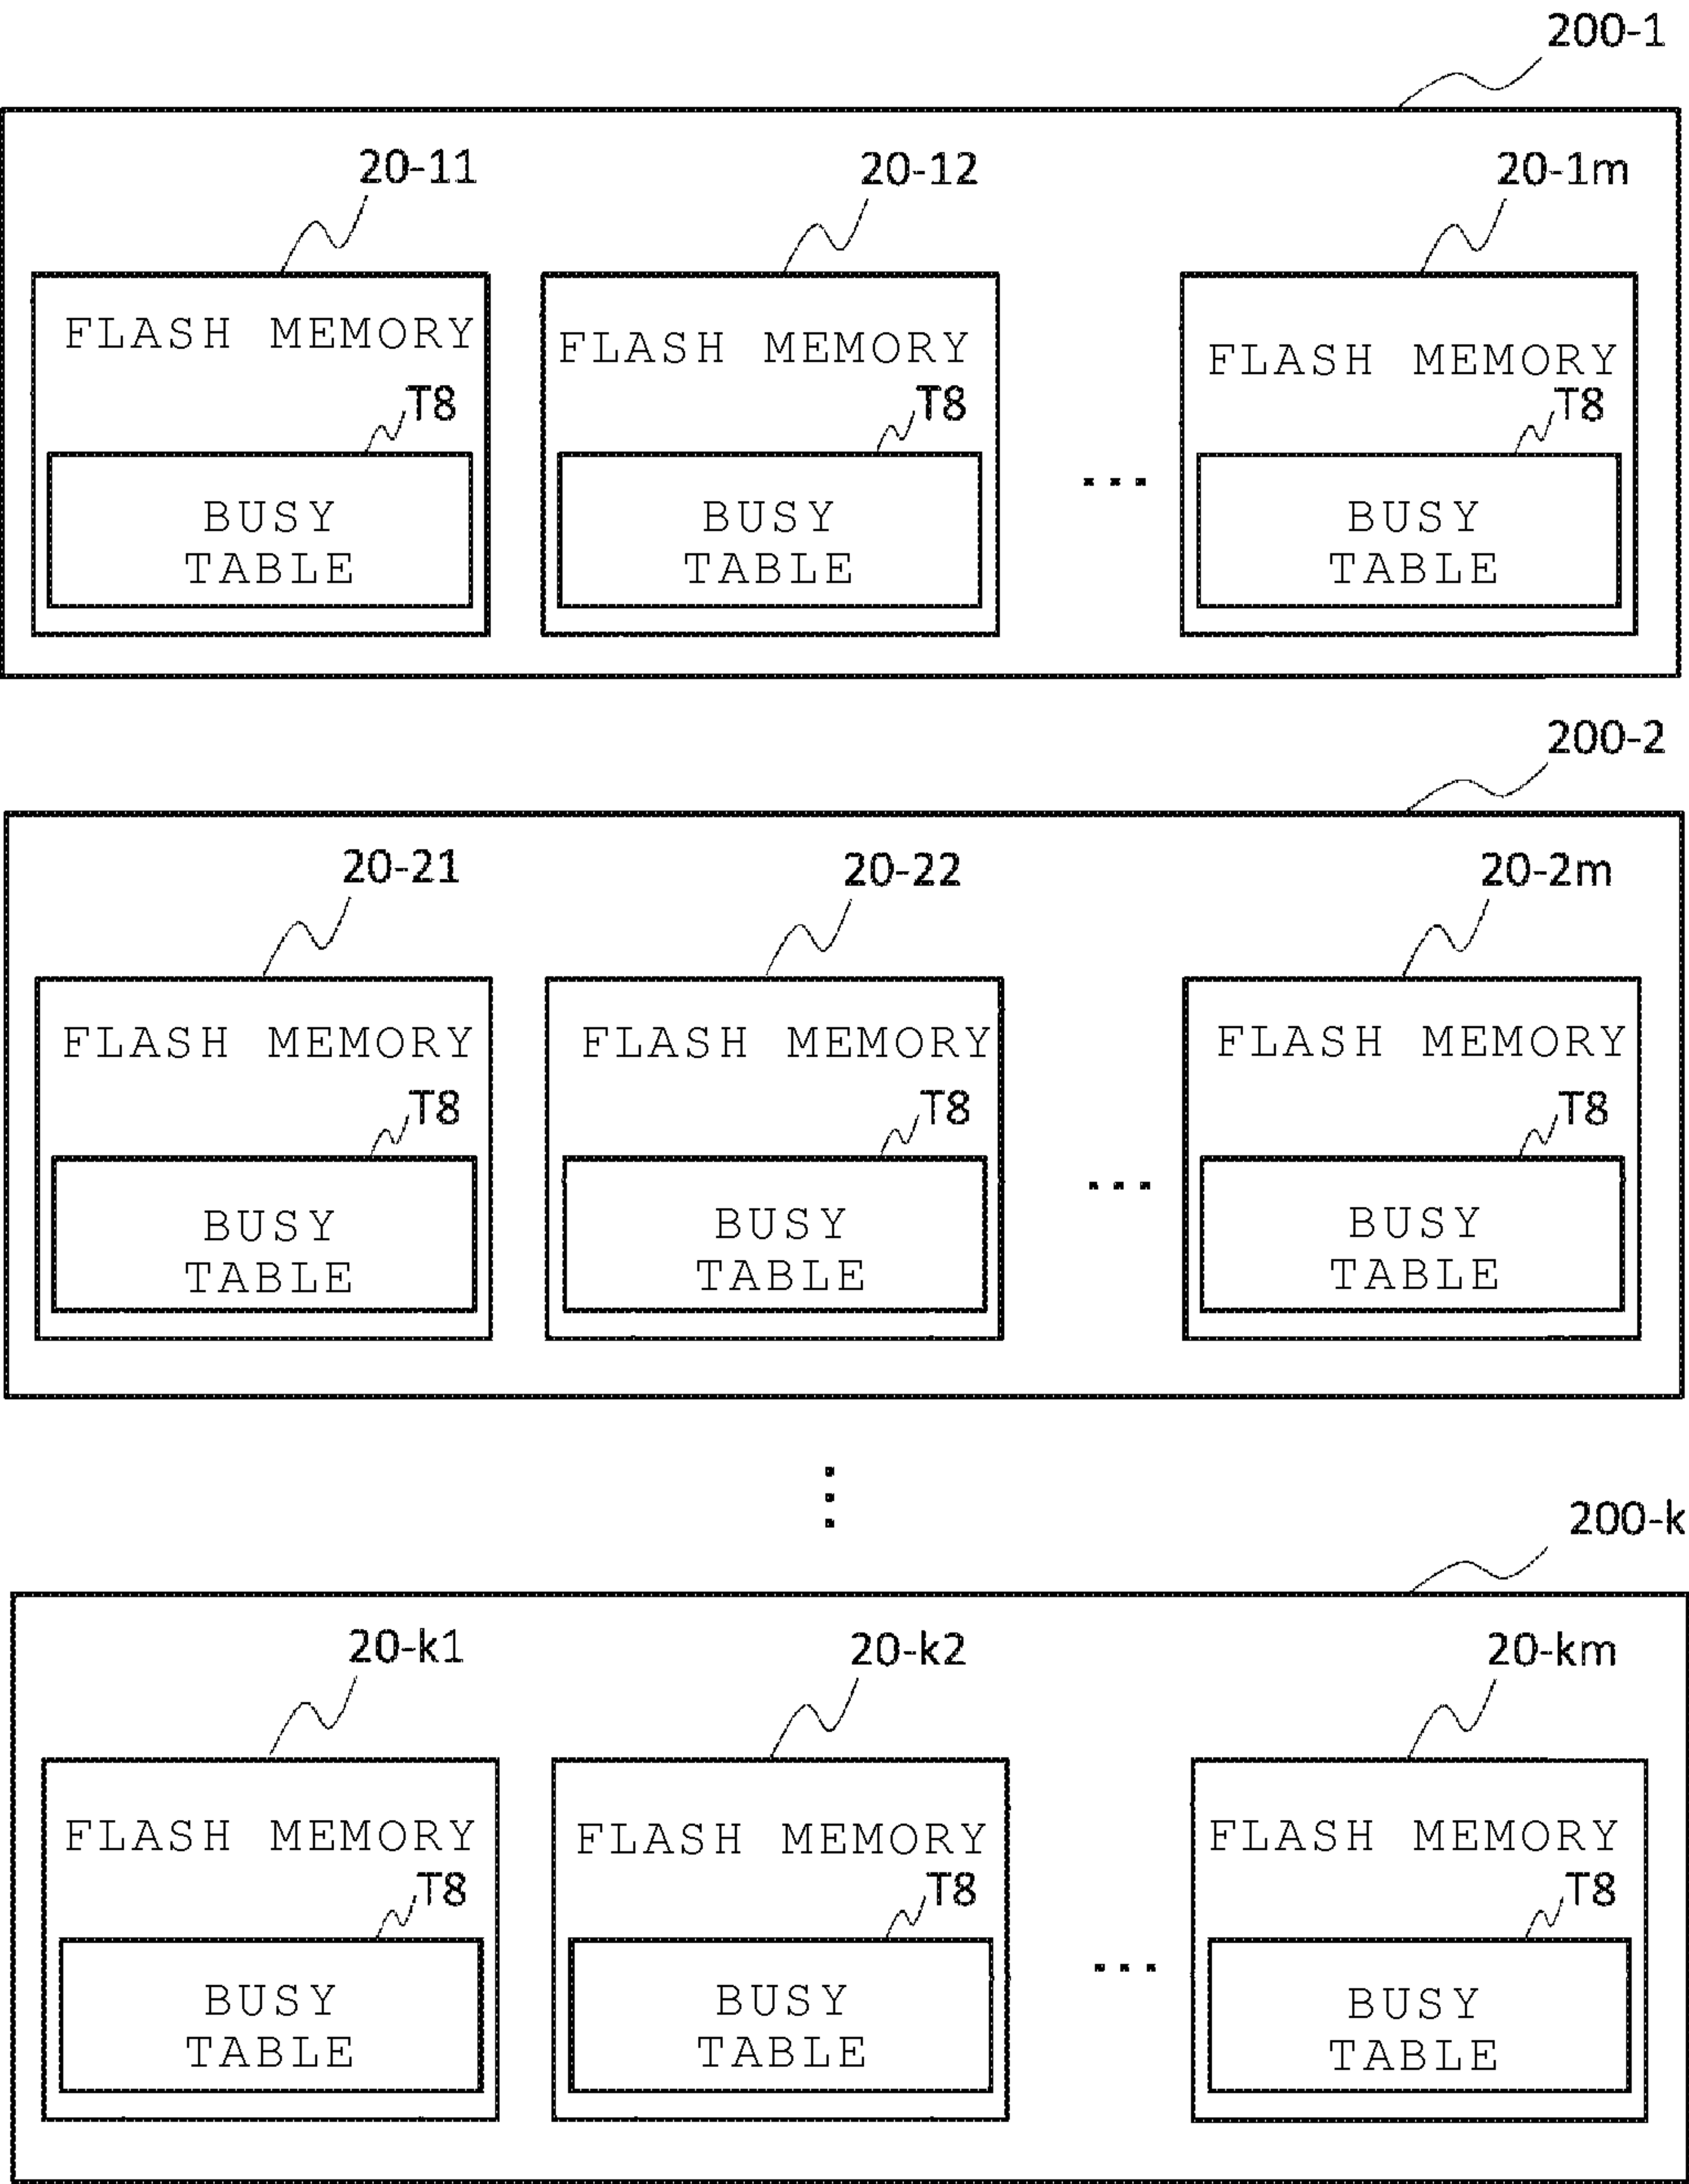 200-1
20-11 20-12 20-1m
FLASH MEMORY FLASH MEMORY FLASH MEMORY
T8 T8 T8
BUSY BUSY ... BUSY
TABLE TABLE TABLE
200-2
20-21 20-22 20-2m
FLASH MEMORY FLASH MEMORY FLASH MEMORY
T8 T8 T8
BUSY BUSY ... BUSY
TABLE TABLE TABLE
200-k
20-k1 20-k2 20-km
FLASH MEMORY FLASH MEMORY FLASH MEMORY
T8 T8 T8
BUSY BUSY ... BUSY
TABLE TABLE TABLE